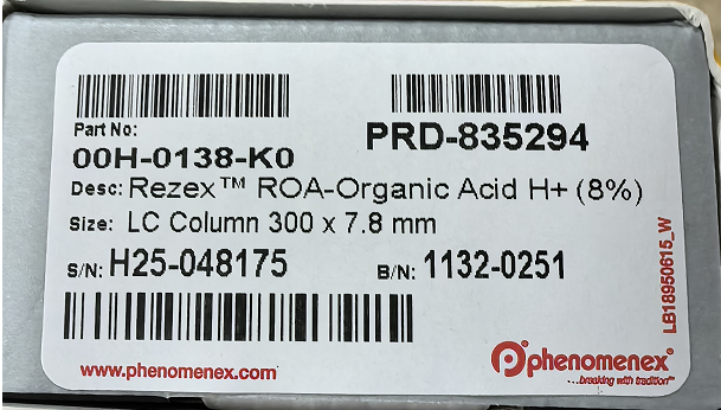 Part No:
00H-0138-K0
PRD-835294
Desc: Rezex™ ROA-Organic Acid H+ (8%)
Size: LC Column 300 x 7.8 mm
S/N: H25-048175 B/N: 1132-0251
LB18950615_W
www.phenomenex.com
phenomenex®
...breaking with tradition™